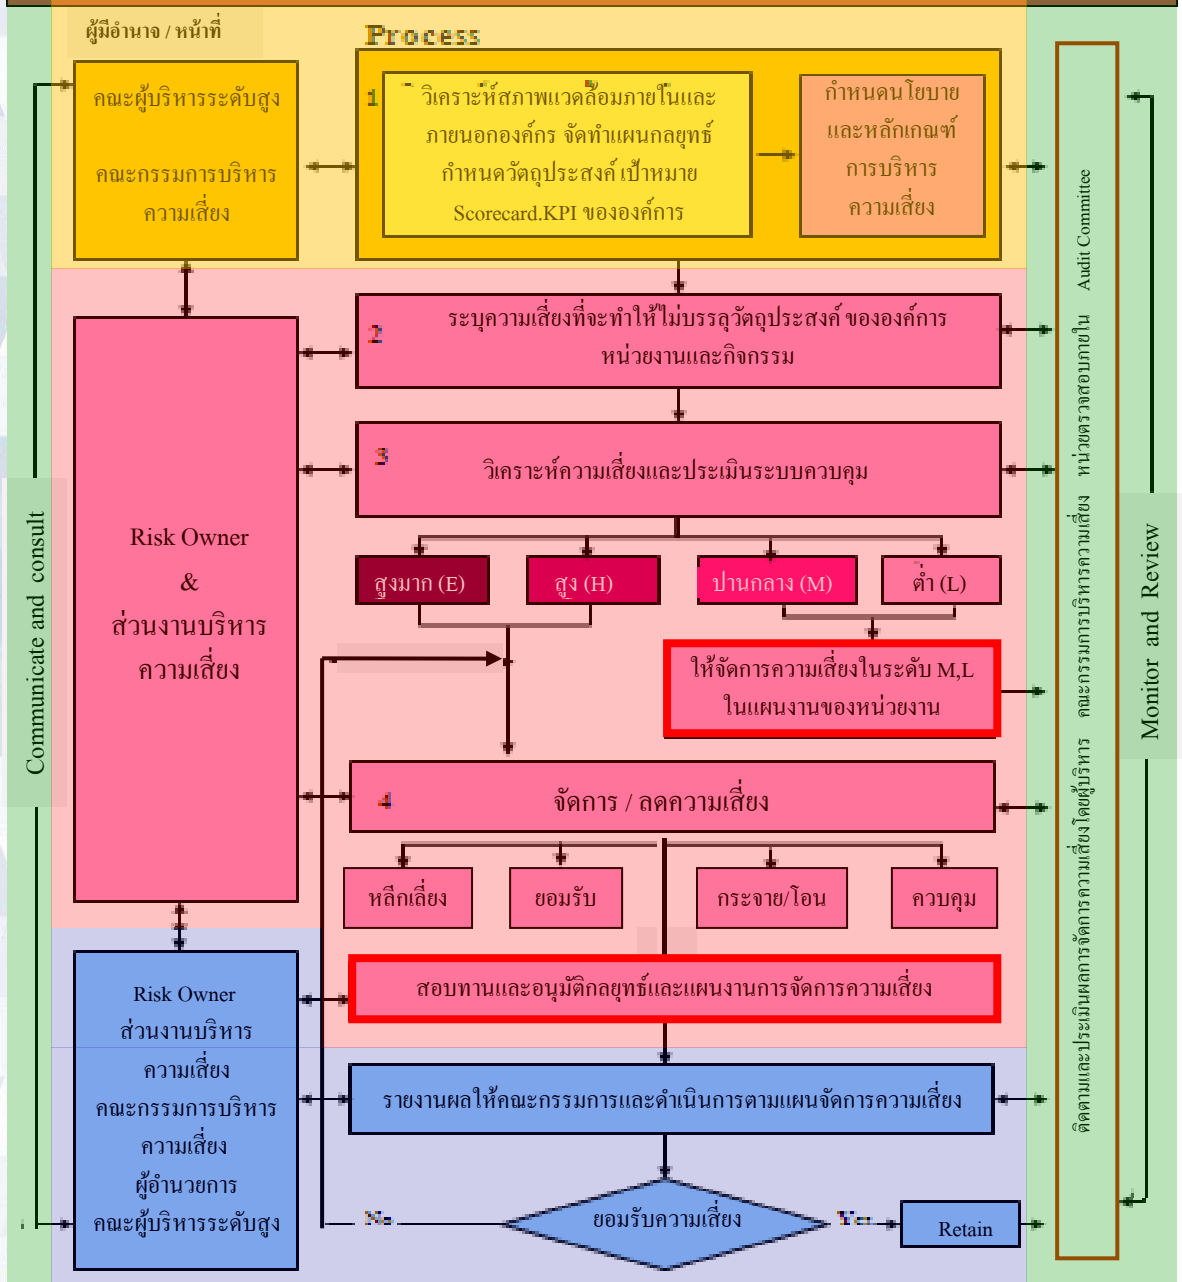 ผู้มีอำนาจ / หน้าที่
Process
คณะผู้บริหารระดับสูง
คณะกรรมการบริหาร
ความเสี่ยง
1
วิเคราะห์สภาพแวดล้อมภายในและ
ภายนอกองค์กร จัดทำแผนกลยุทธ์
กำหนดวัตถุประสงค์ เป้าหมาย
Scorecard.KPI ขององค์การ
กำหนดนโยบาย
และหลักเกณฑ์
การบริหาร
ความเสี่ยง
2
ระบุความเสี่ยงที่จะทำให้ไม่บรรลุวัตถุประสงค์ ขององค์การ
หน่วยงานและกิจกรรม
3
วิเคราะห์ความเสี่ยงและประเมินระบบควบคุม
Risk Owner
&
ส่วนงานบริหาร
ความเสี่ยง
สูงมาก (E)
สูง (H)
ปานกลาง (M)
ต่ำ (L)
ให้จัดการความเสี่ยงในระดับ M,L
ในแผนงานของหน่วยงาน
4
จัดการ / ลดความเสี่ยง
หลีกเลี่ยง
ยอมรับ
กระจาย/โอน
ควบคุม
สอบทานและอนุมัติกลยุทธ์และแผนงานการจัดการความเสี่ยง
Risk Owner
ส่วนงานบริหาร
ความเสี่ยง
คณะกรรมการบริหาร
ความเสี่ยง
ผู้อำนวยการ
คณะผู้บริหารระดับสูง
รายงานผลให้คณะกรรมการและดำเนินการตามแผนจัดการความเสี่ยง
No
ยอมรับความเสี่ยง
Yes
Retain
Communicate and consult
ติดตามและประเมินผลการจัดการความเสี่ยงโดยผู้บริหาร คณะกรรมการบริหารความเสี่ยง หน่วยตรวจสอบภายใน Audit Committee
Monitor and Review